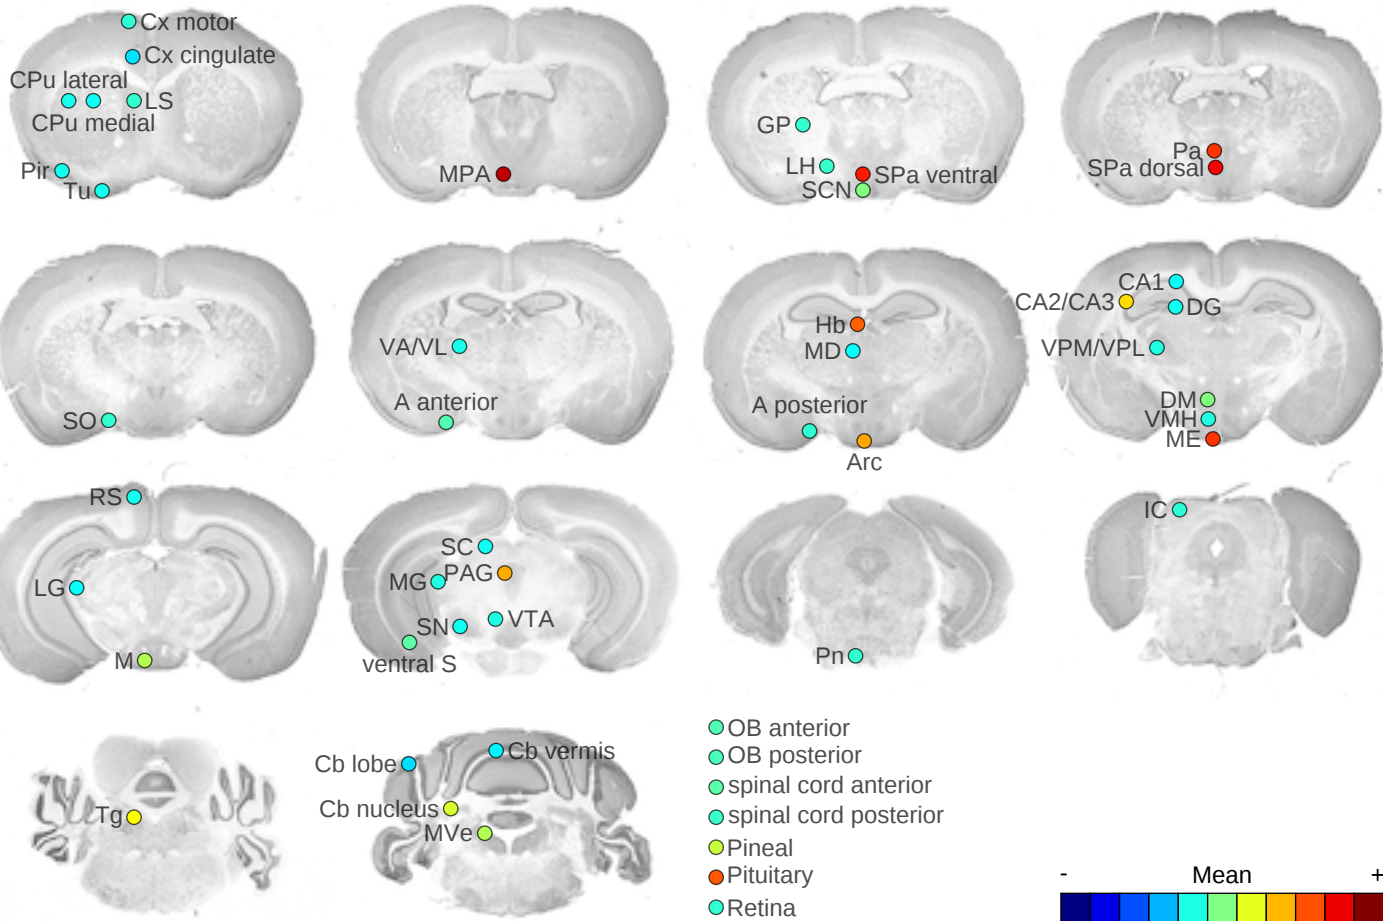 Cx motor
Cx cingulate
CPu lateral
LS
CPu medial
Pir
Tu
MPA
GP
LH
SPa ventral
SCN
Pa
SPa dorsal
SO
VA/VL
A anterior
Hb
MD
A posterior
Arc
CA1
CA2/CA3
DG
VPM/VPL
DM
VMH
ME
RS
LG
M
SC
PAG
MG
VTA
SN
ventral S
Pn
IC
Tg
Cb vermis
Cb lobe
Cb nucleus
MVe
OB anterior
OB posterior
spinal cord anterior
spinal cord posterior
Pineal
Pituitary
Retina
- Mean +